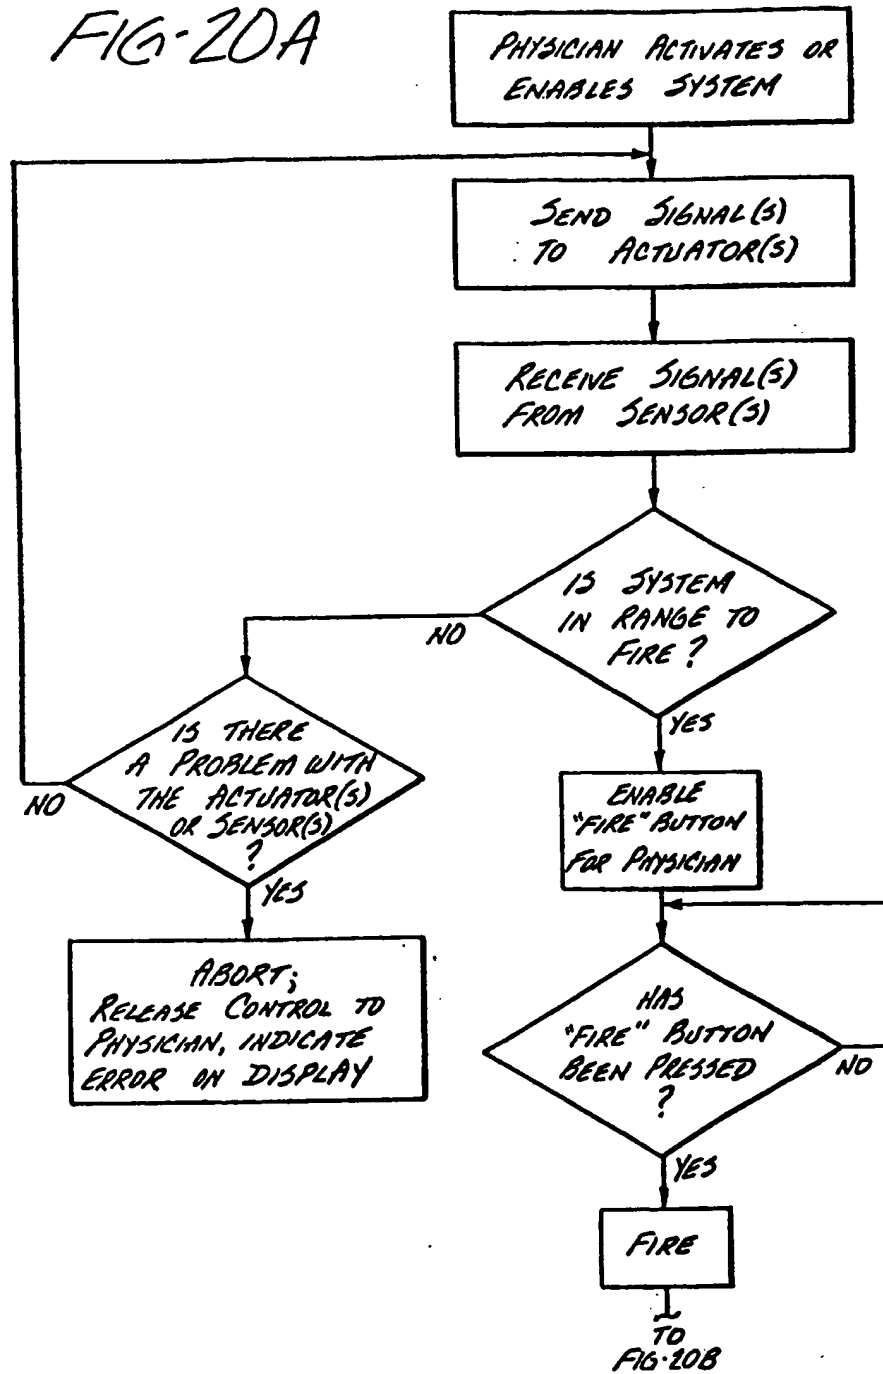 FIG-20A
PHYSICIAN ACTIVATES OR
ENABLES SYSTEM
SEND SIGNAL(S)
TO ACTUATOR(S)
RECEIVE SIGNAL(S)
FROM SENSOR(S)
IS SYSTEM
IN RANGE TO
FIRE?
NO
YES
IS THERE
A PROBLEM WITH
THE ACTUATOR(S)
OR SENSOR(S)
?
NO
YES
ABORT;
RELEASE CONTROL TO
PHYSICIAN, INDICATE
ERROR ON DISPLAY
ENABLE
"FIRE" BUTTON
FOR PHYSICIAN
HAS
"FIRE" BUTTON
BEEN PRESSED
?
NO
YES
FIRE
TO
FIG-20B